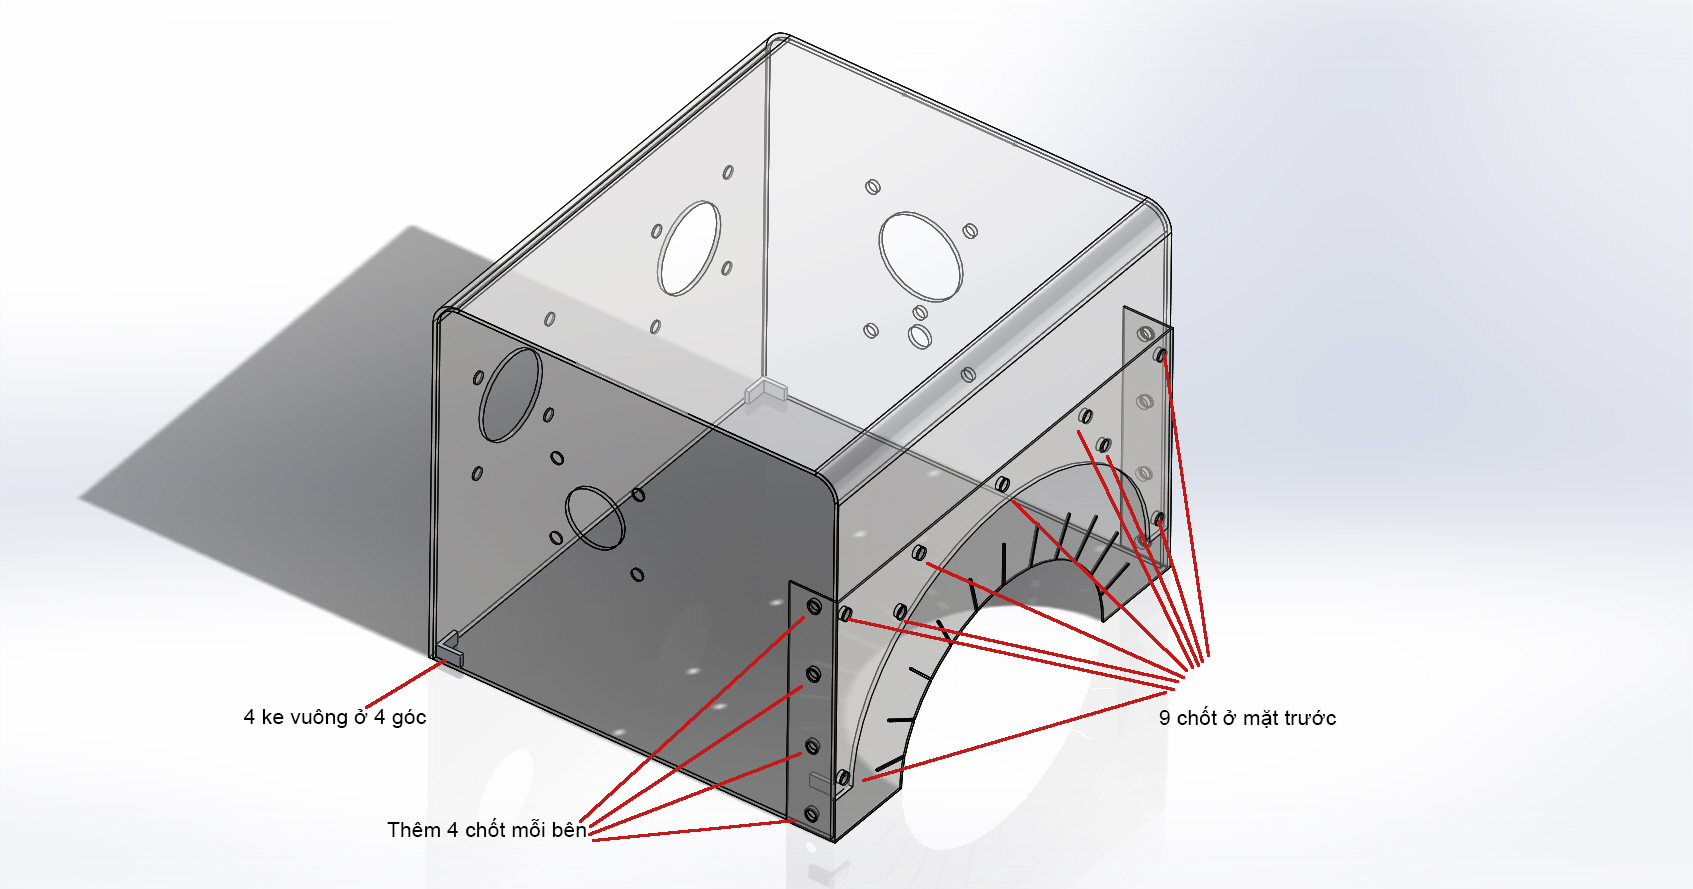 4 ke vuông ở 4 góc
9 chốt ở mặt trước
Thêm 4 chốt mỗi bên